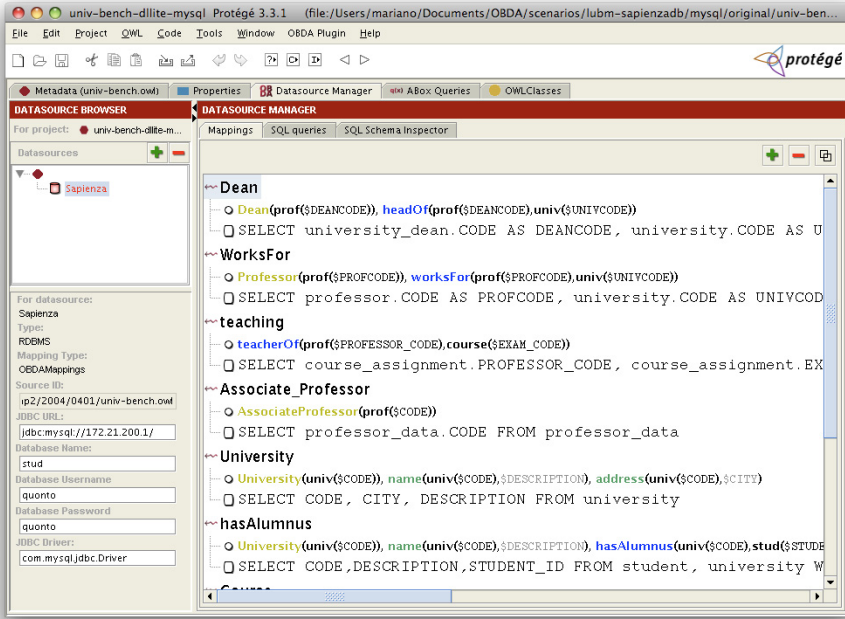 univ-bench-dllite-mysql Protégé 3.3.1 (file:/Users/mariano/Documents/OBDA/scenarios/lubm-sapienzadb/mysql/original/univ-ben...
File Edit Project OWL Code Tools Window OBDA Plugin Help
protégé
Metadata (univ-bench.owl) Properties Datasource Manager ABox Queries OWLClasses
DATASOURCE BROWSER
For project: univ-bench-dllite-m...
Datasources
Sapienza
For datasource:
Sapienza
Type:
RDBMS
Mapping Type:
OBDAMappings
Source ID:
ıp2/2004/0401/univ-bench.owl
JDBC URL:
jdbc:mysql://172.21.200.1/
Database Name:
stud
Database Username
quonto
Database Password
quonto
JDBC Driver:
com.mysql.jdbc.Driver
DATASOURCE MANAGER
Mappings SQL queries SQL Schema Inspector
Dean
Dean(prof($DEANCODE)), headOf(prof($DEANCODE),univ($UNIVCODE))
SELECT university_dean.CODE AS DEANCODE, university.CODE AS U
WorksFor
Professor(prof($PROFCODE)), worksFor(prof($PROFCODE),univ($UNIVCODE))
SELECT professor.CODE AS PROFCODE, university.CODE AS UNIVCOD
teaching
teacherOf(prof($PROFESSOR_CODE),course($EXAM_CODE))
SELECT course_assignment.PROFESSOR_CODE, course_assignment.EX
Associate_Professor
AssociateProfessor(prof($CODE))
SELECT professor_data.CODE FROM professor_data
University
University(univ($CODE)), name(univ($CODE),$DESCRIPTION), address(univ($CODE),$CITY)
SELECT CODE, CITY, DESCRIPTION FROM university
hasAlumnus
University(univ($CODE)), name(univ($CODE),$DESCRIPTION), hasAlumnus(univ($CODE),stud($STUDE
SELECT CODE,DESCRIPTION,STUDENT_ID FROM student, university W